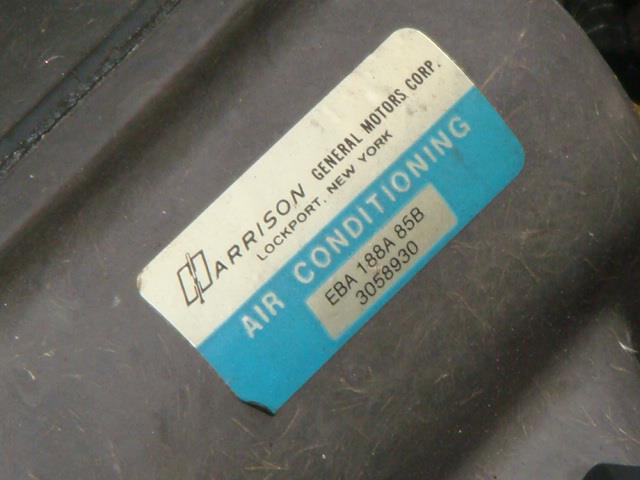 HARRISON GENERAL MOTORS CORP.
LOCKPORT, NEW YORK
AIR CONDITIONING
EBA 188A 85B
3058930